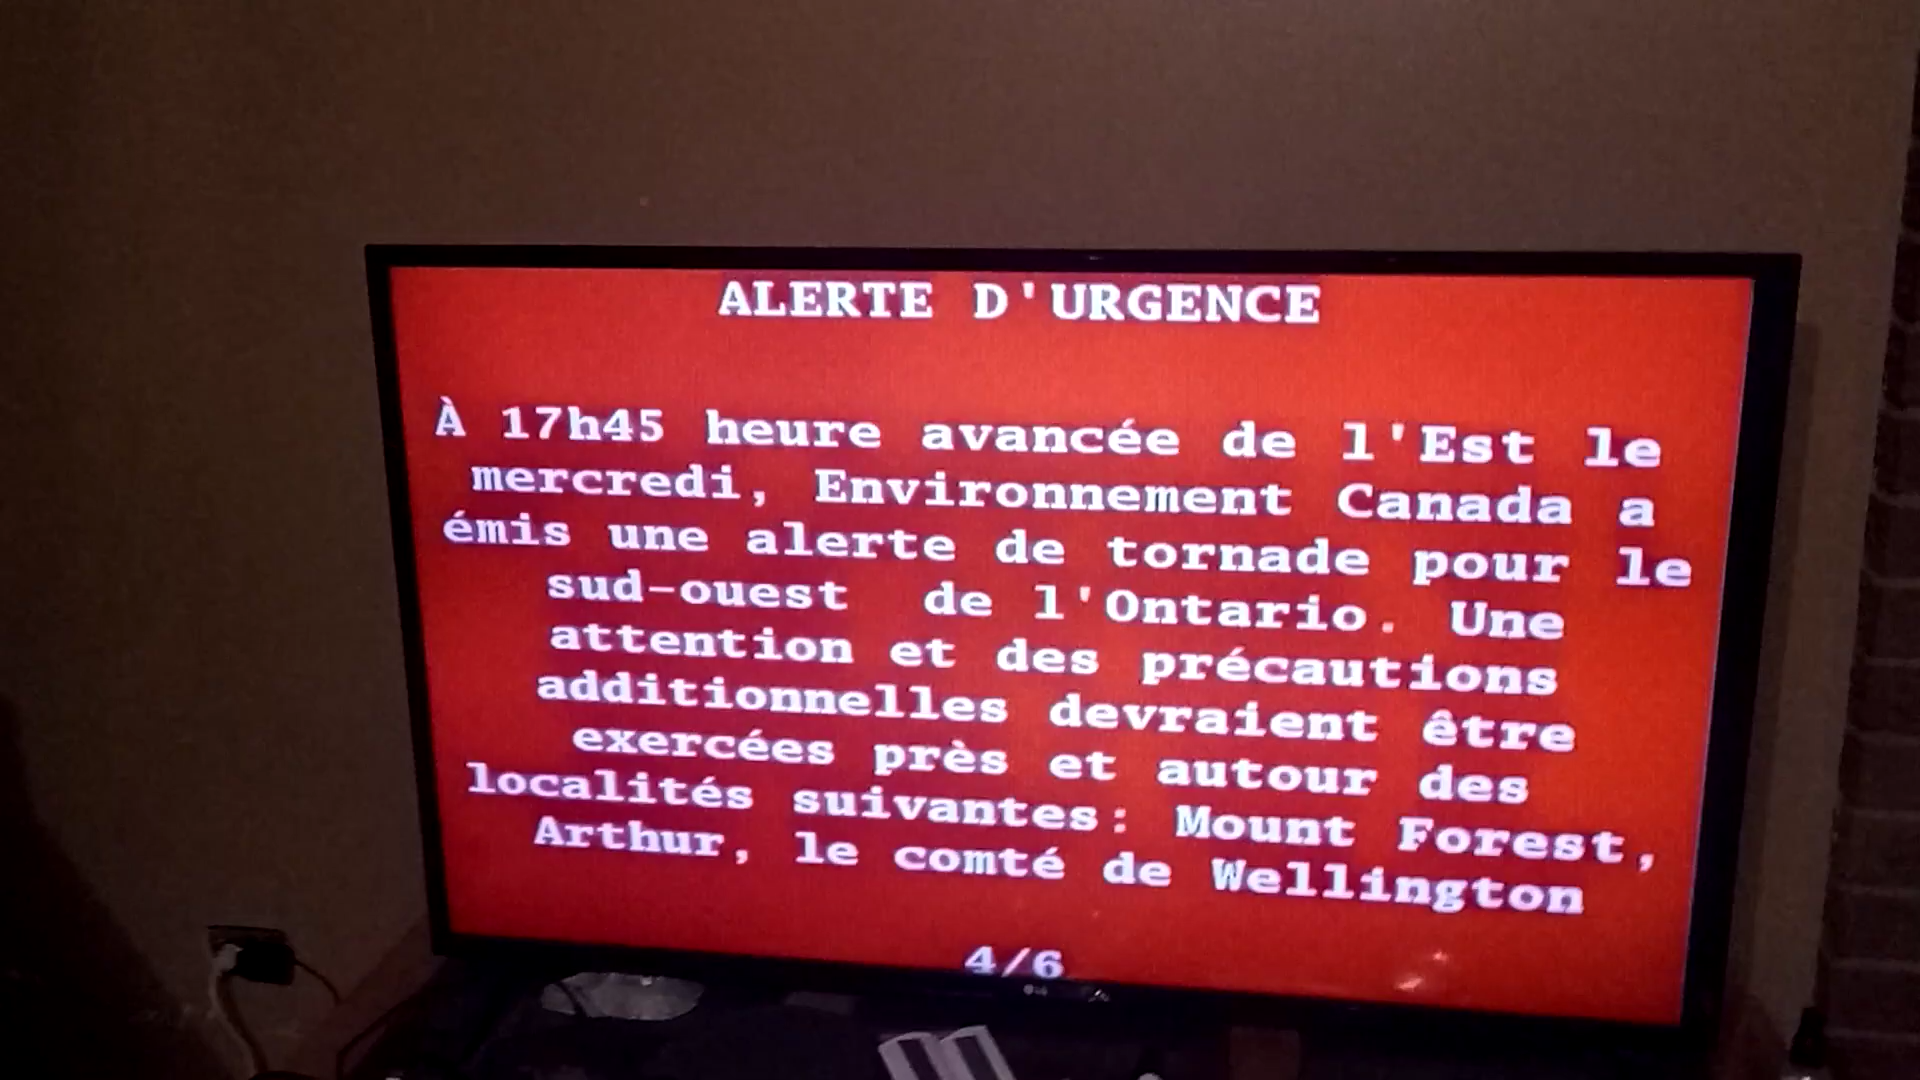 ALERTE D'URGENCE
À 17h45 heure avancée de l'Est le
mercredi, Environnement Canada a
émis une alerte de tornade pour le
sud-ouest de l'Ontario. Une
attention et des précautions
additionnelles devraient être
exercées près et autour des
localités suivantes: Mount Forest,
Arthur, le comté de Wellington
4/6
LG